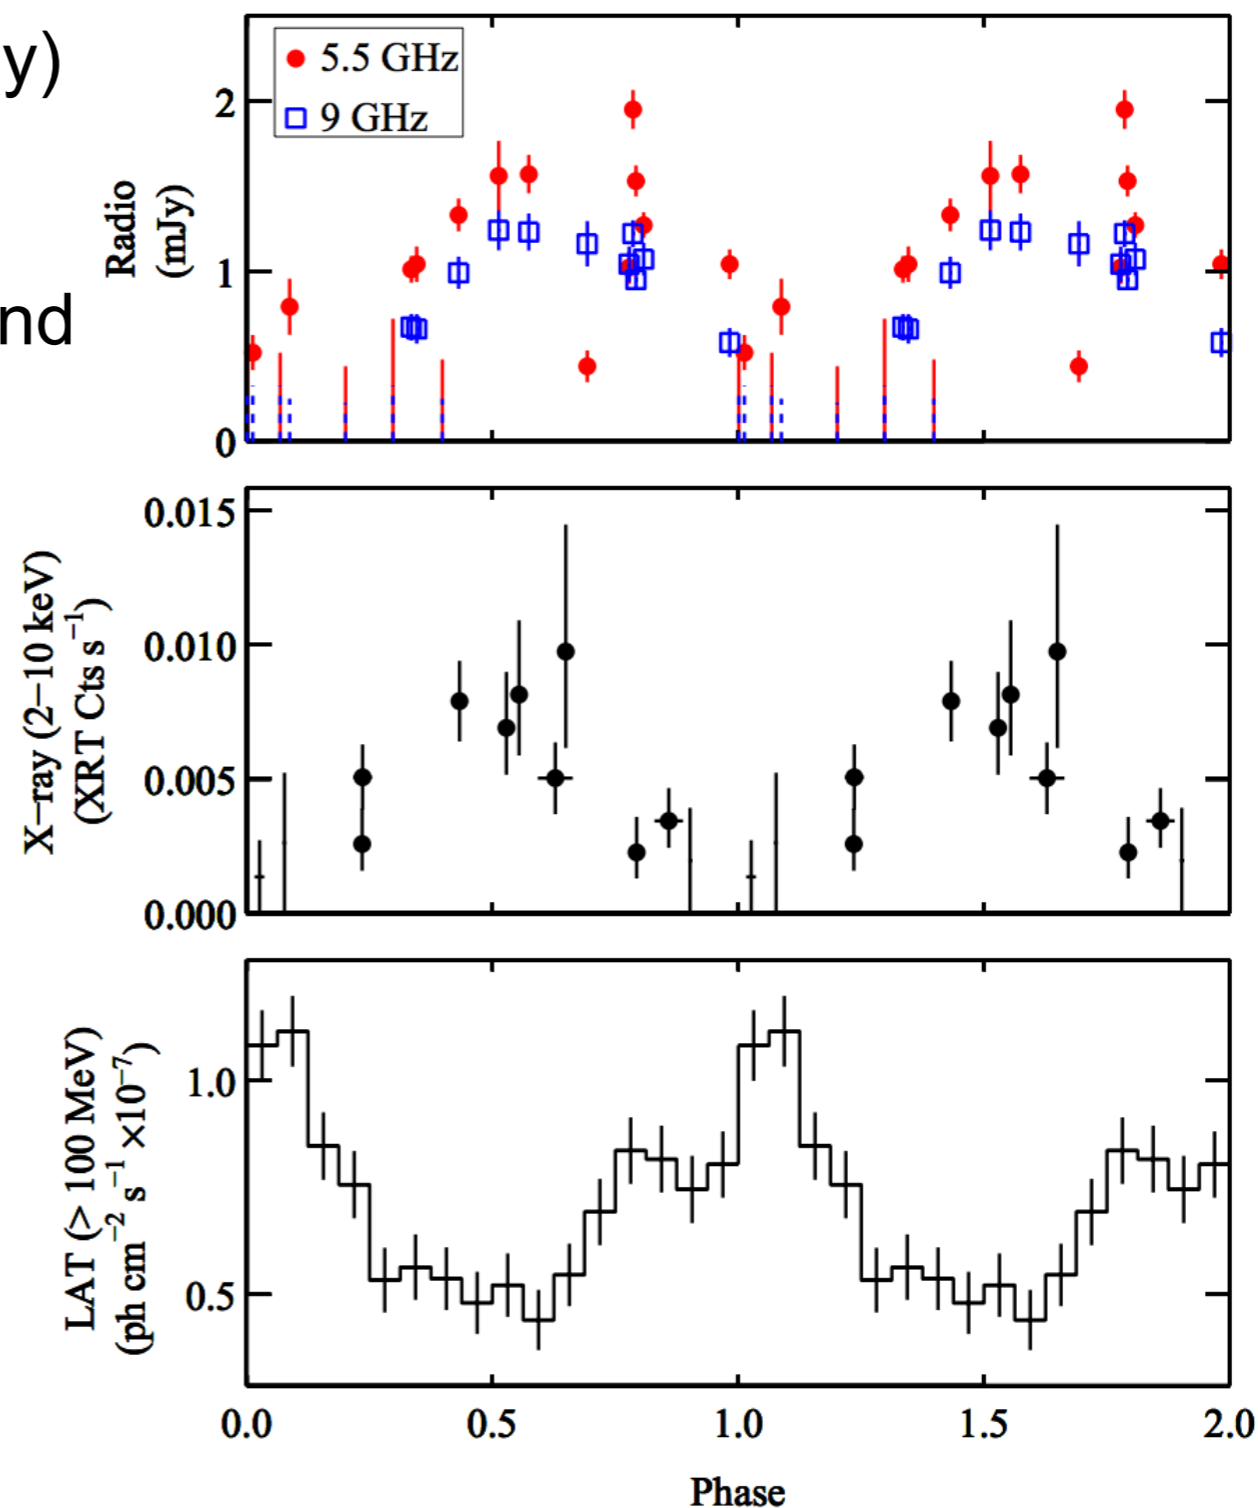 y)
nd
5.5 GHz
9 GHz
Radio
(mJy)
2
1
0
X−ray (2−10 keV)
(XRT Cts s−1)
0.015
0.010
0.005
0.000
LAT (> 100 MeV)
(ph cm−2 s−1 ×10−7)
1.0
0.5
0.0 0.5 1.0 1.5 2.0
Phase